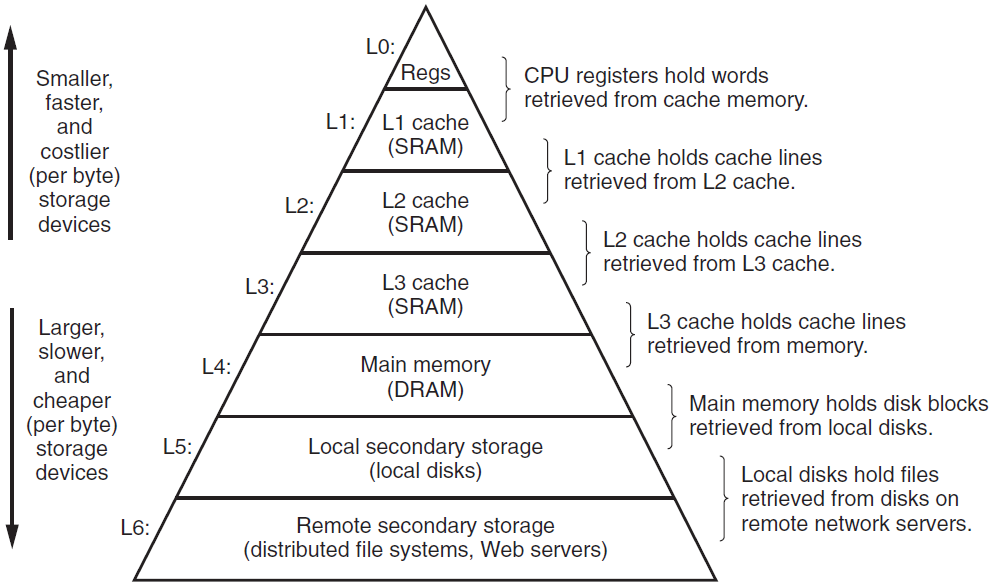 Smaller,
faster,
and
costlier
(per byte)
storage
devices
Larger,
slower,
and
cheaper
(per byte)
storage
devices
L0:
Regs
L1:
L1 cache
(SRAM)
L2:
L2 cache
(SRAM)
L3:
L3 cache
(SRAM)
L4:
Main memory
(DRAM)
L5:
Local secondary storage
(local disks)
L6:
Remote secondary storage
(distributed file systems, Web servers)
CPU registers hold words
retrieved from cache memory.
L1 cache holds cache lines
retrieved from L2 cache.
L2 cache holds cache lines
retrieved from L3 cache.
L3 cache holds cache lines
retrieved from memory.
Main memory holds disk blocks
retrieved from local disks.
Local disks hold files
retrieved from disks on
remote network servers.